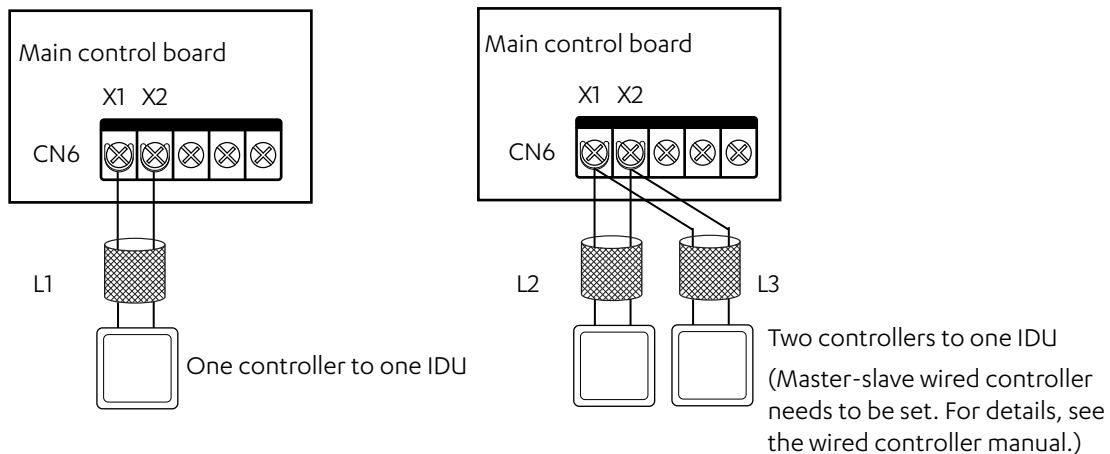 Main control board
X1 X2
CN6
L1
One controller to one IDU
Main control board
X1 X2
CN6
L2
L3
Two controllers to one IDU
(Master-slave wired controller
needs to be set. For details, see
the wired controller manual.)